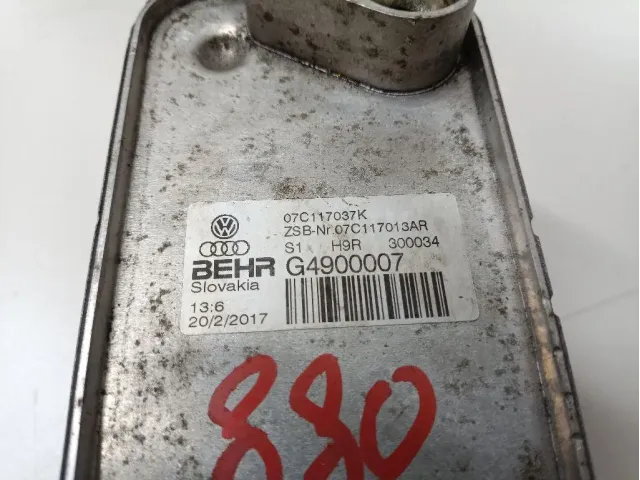 07C117037K
ZSB-Nr.07C117013AR
S1 H9R 300034
BEHR G4900007
Slovakia
13:6
20/2/2017
880